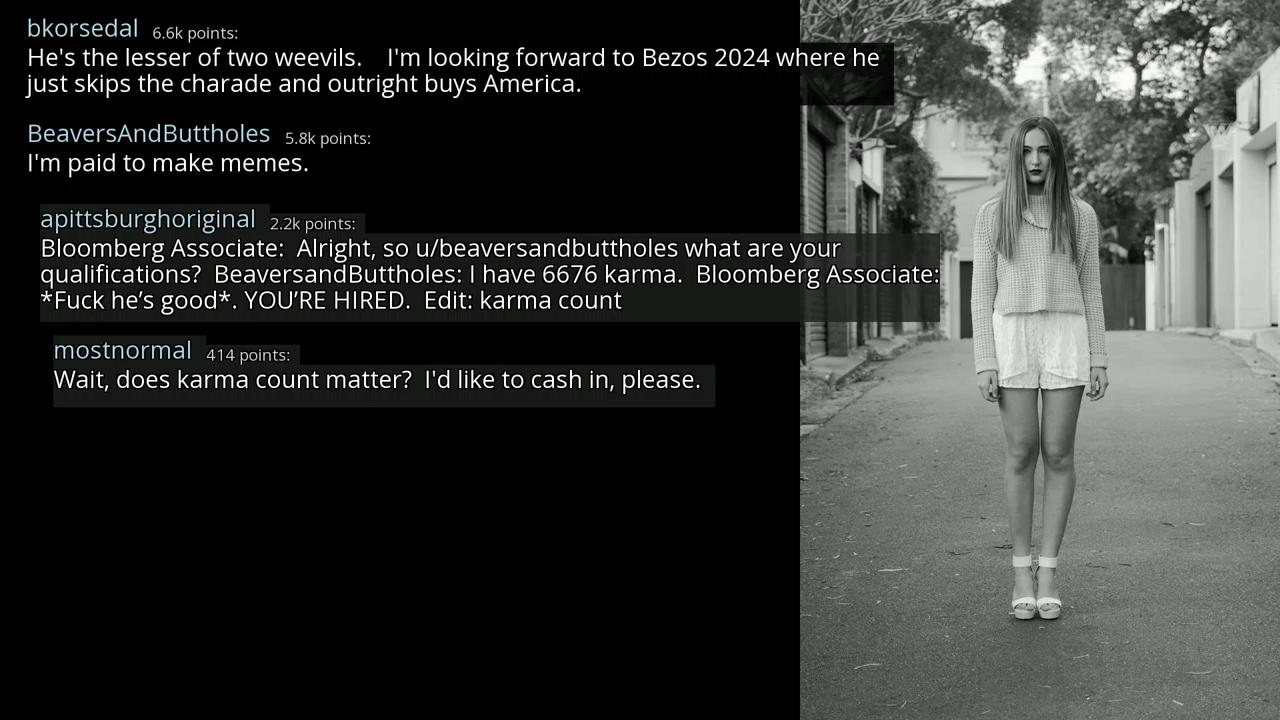 bkorsedal 6.6k points:
He's the lesser of two weevils.    I'm looking forward to Bezos 2024 where he
just skips the charade and outright buys America.
BeaversAndButtholes 5.8k points:
I'm paid to make memes.
apittsburghoriginal 2.2k points:
Bloomberg Associate:  Alright, so u/beaversandbuttholes what are your
qualifications?  BeaversandButtholes: I have 6676 karma.  Bloomberg Associate:
*Fuck he’s good*. YOU’RE HIRED.  Edit: karma count
mostnormal 414 points:
Wait, does karma count matter?  I'd like to cash in, please.